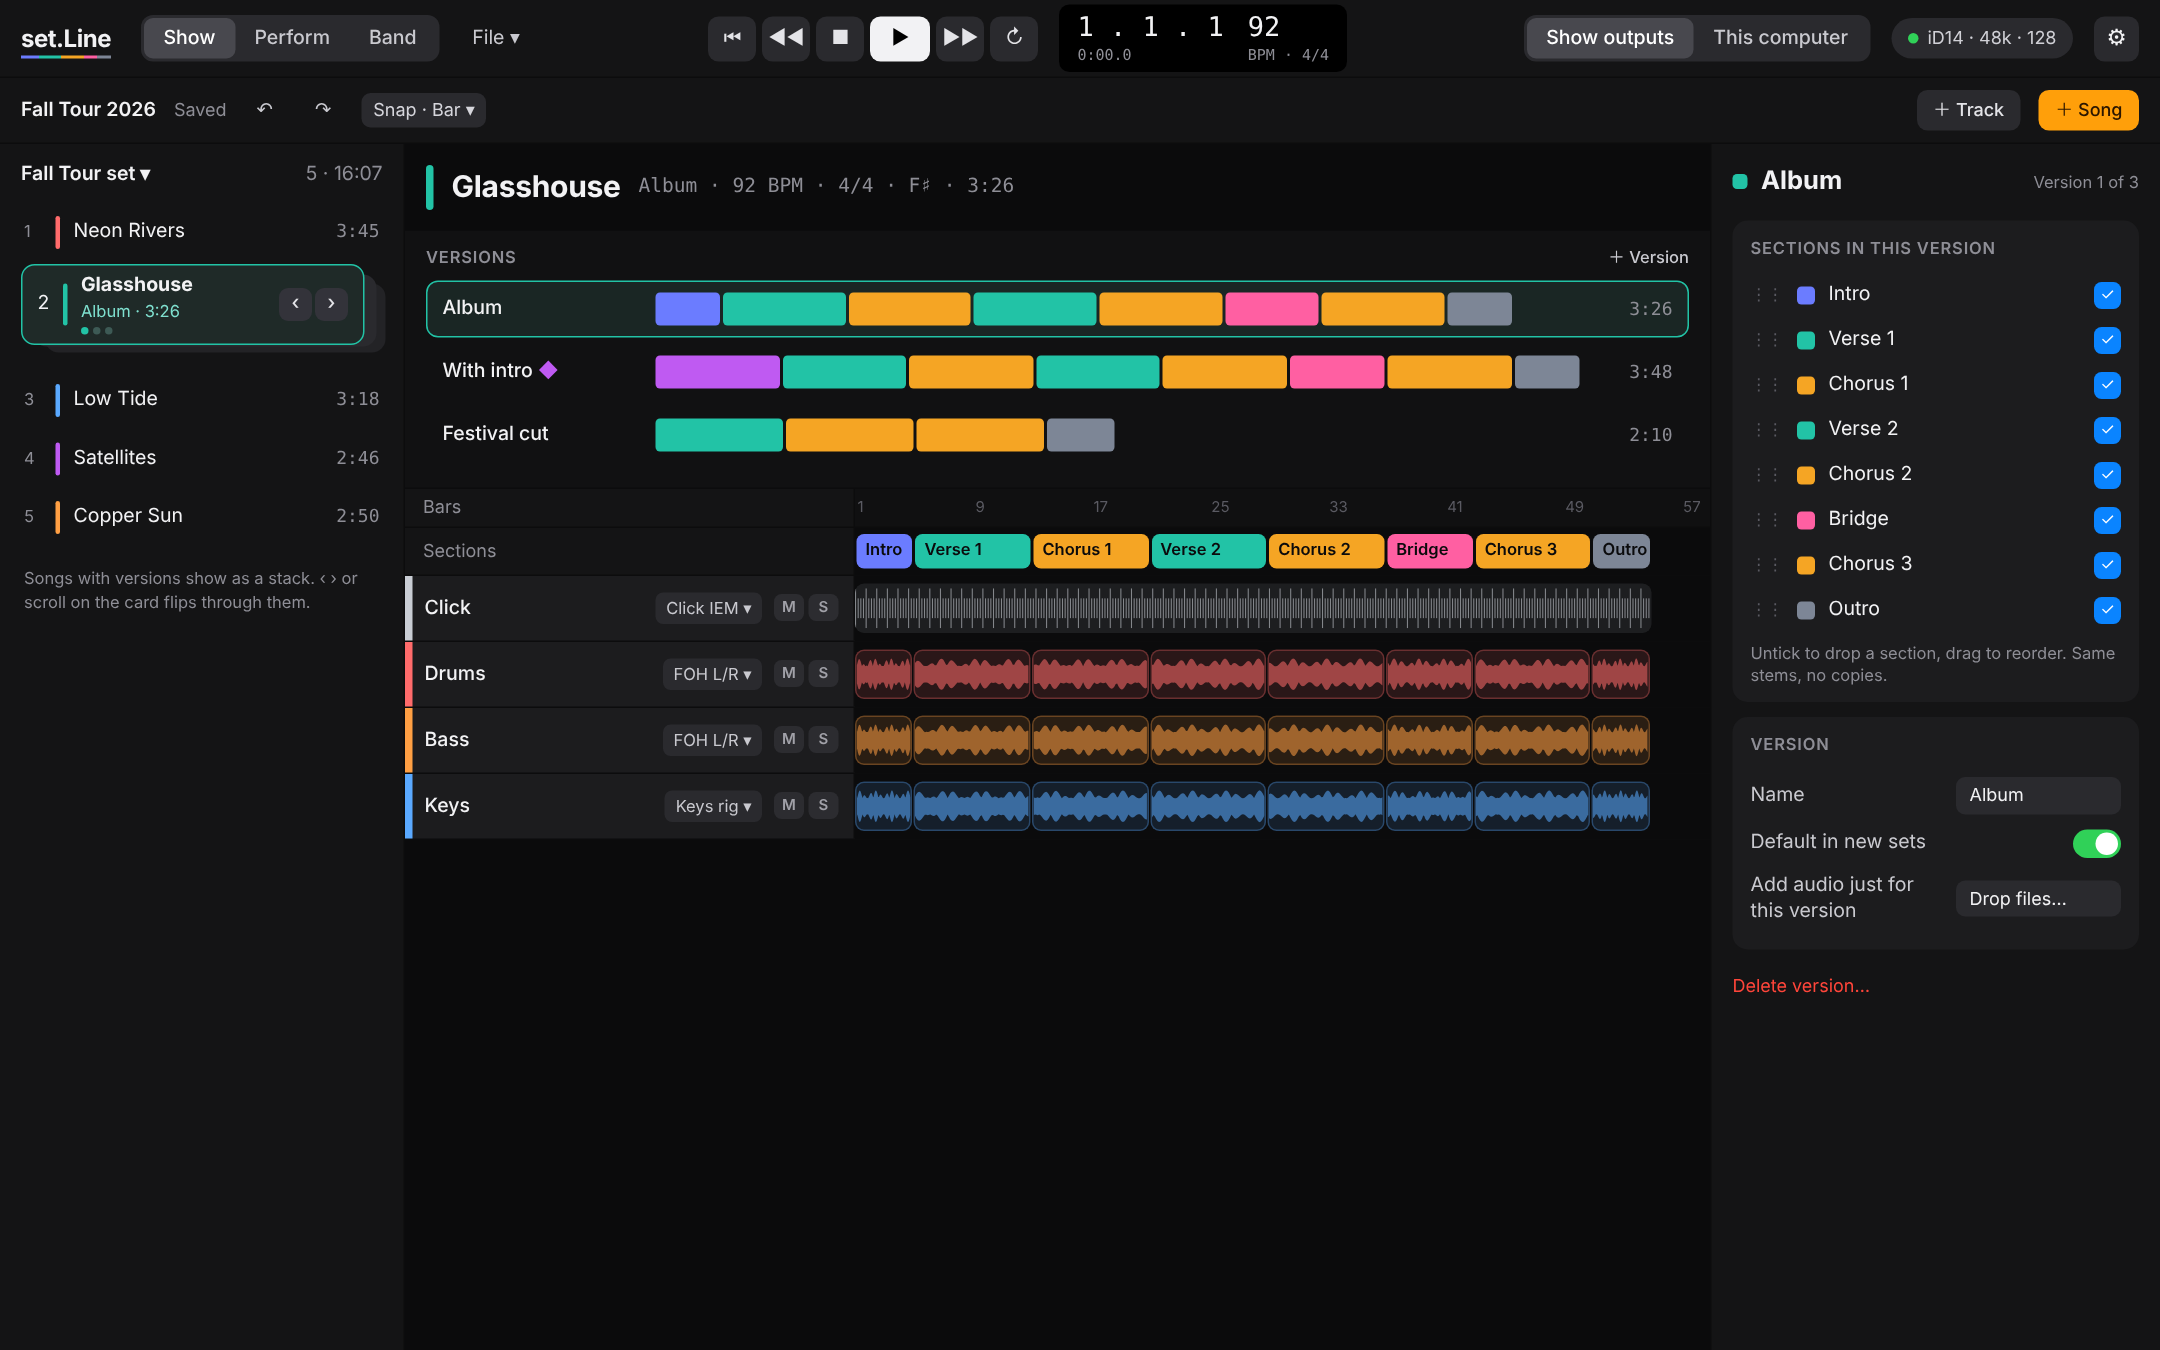 set.Line
Show Perform Band File ▾
1 . 1 . 1 92
0:00.0 BPM · 4/4
Show outputs This computer
iD14 · 48k · 128
Fall Tour 2026 Saved
Snap · Bar ▾
+ Track + Song
Fall Tour set ▾ 5 · 16:07
1 Neon Rivers 3:45
2 Glasshouse
Album · 3:26
‹ ›
3 Low Tide 3:18
4 Satellites 2:46
5 Copper Sun 2:50
Songs with versions show as a stack. ‹ › or
scroll on the card flips through them.
Glasshouse Album · 92 BPM · 4/4 · F♯ · 3:26
VERSIONS + Version
Album 3:26
With intro 3:48
Festival cut 2:10
Bars 1 9 17 25 33 41 49 57
Sections Intro Verse 1 Chorus 1 Verse 2 Chorus 2 Bridge Chorus 3 Outro
Click Click IEM ▾ M S
Drums FOH L/R ▾ M S
Bass FOH L/R ▾ M S
Keys Keys rig ▾ M S
Album Version 1 of 3
SECTIONS IN THIS VERSION
Intro
Verse 1
Chorus 1
Verse 2
Chorus 2
Bridge
Chorus 3
Outro
Untick to drop a section, drag to reorder. Same
stems, no copies.
VERSION
Name Album
Default in new sets
Add audio just for
this version
Drop files...
Delete version...